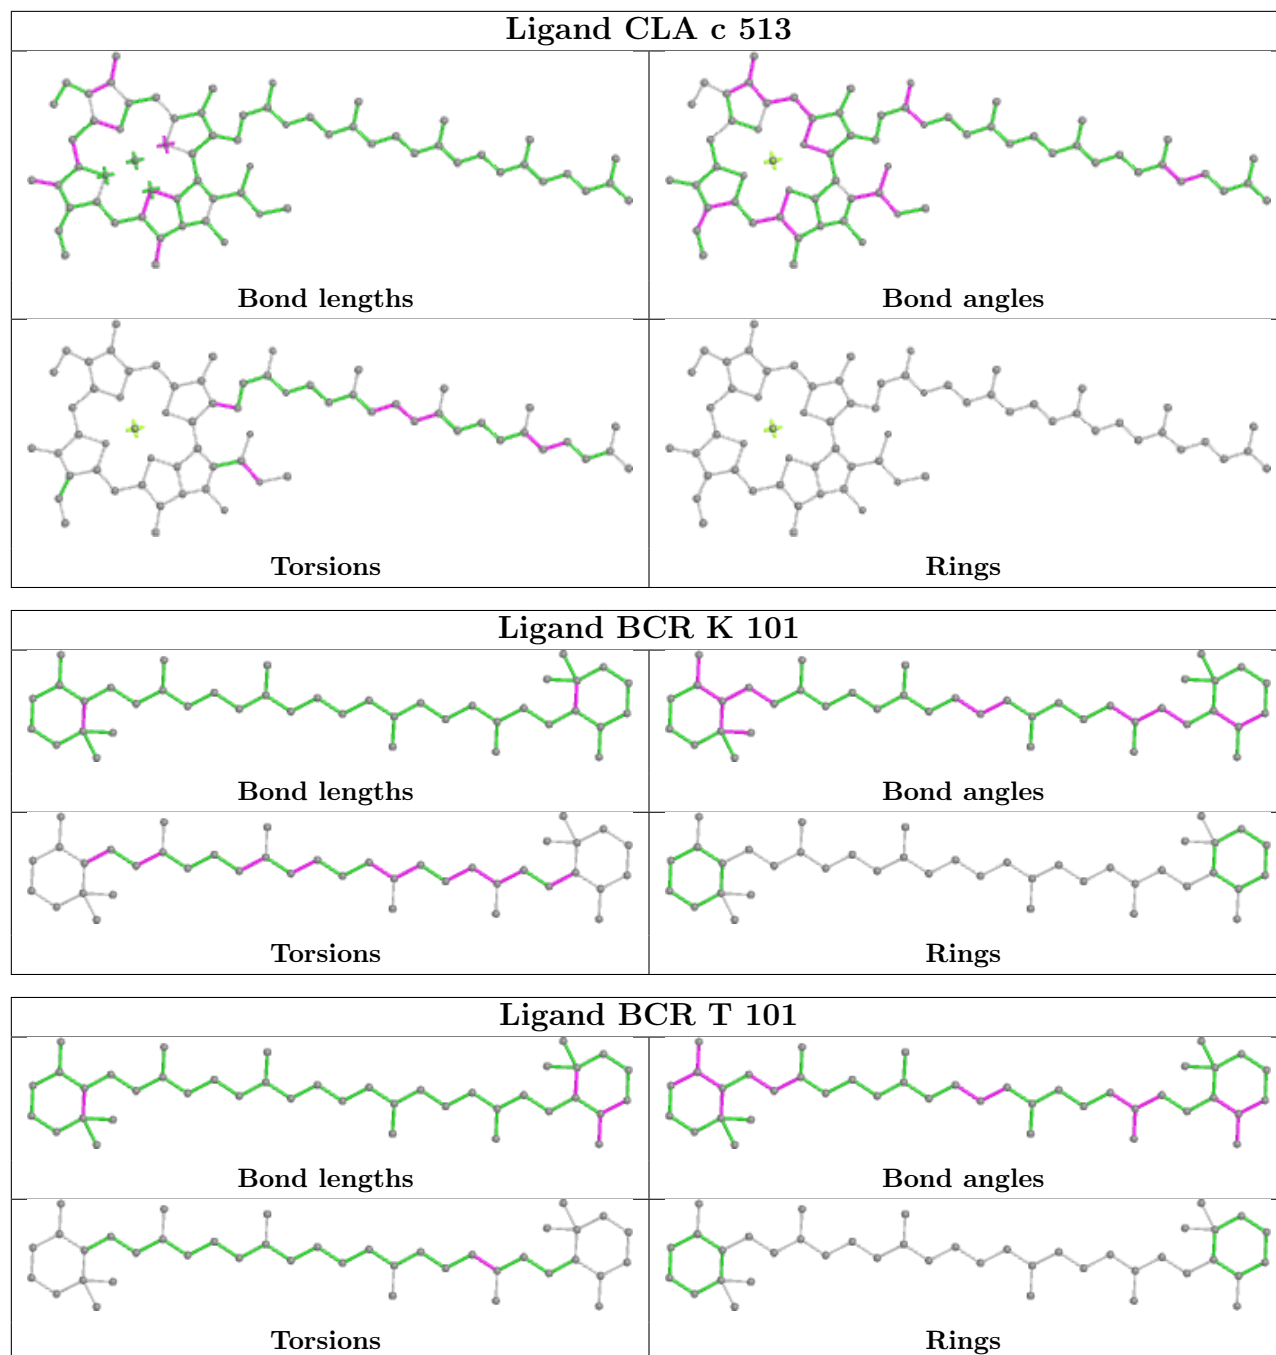 Ligand CLA c 513
Bond lengths
Bond angles
Torsions
Rings
Ligand BCR K 101
Bond lengths
Bond angles
Torsions
Rings
Ligand BCR T 101
Bond lengths
Bond angles
Torsions
Rings